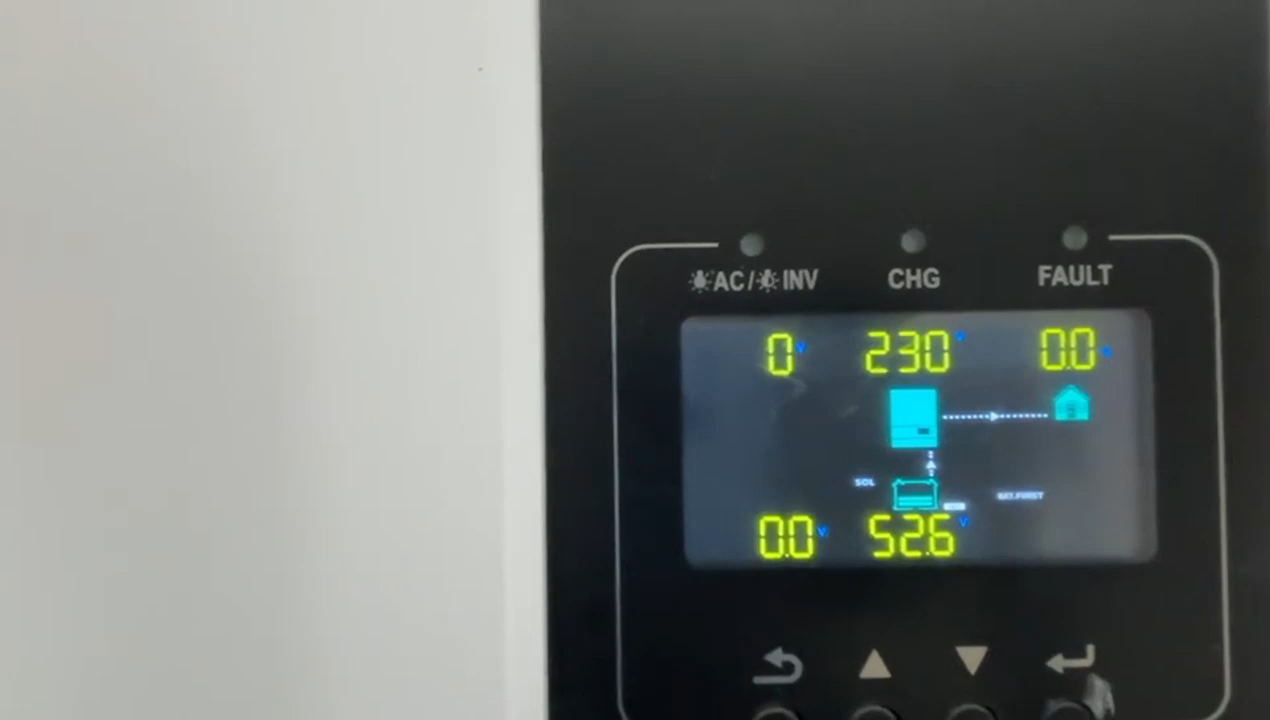 AC/ INV CHG FAULT
0 V 230 V 0.0
SOL
BAT.FIRST
0.0 V 52.6 V